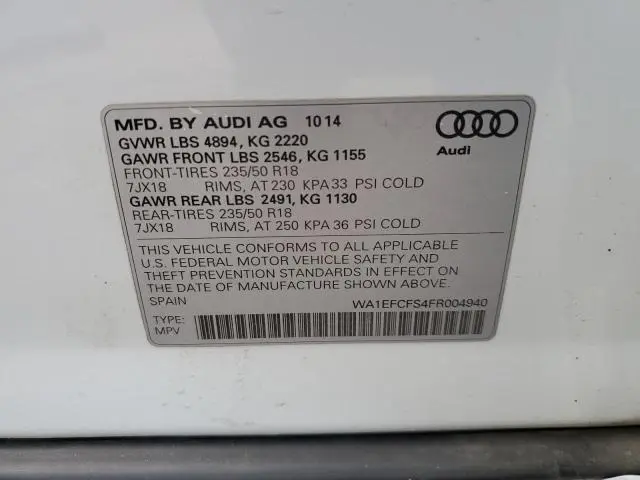 MFD. BY AUDI AG 10 14
GVWR LBS 4894, KG 2220
GAWR FRONT LBS 2546, KG 1155
FRONT-TIRES 235/50 R18
7JX18 RIMS, AT 230 KPA 33 PSI COLD
GAWR REAR LBS 2491, KG 1130
REAR-TIRES 235/50 R18
7JX18 RIMS, AT 250 KPA 36 PSI COLD
Audi
THIS VEHICLE CONFORMS TO ALL APPLICABLE
U.S. FEDERAL MOTOR VEHICLE SAFETY AND
THEFT PREVENTION STANDARDS IN EFFECT ON
THE DATE OF MANUFACTURE SHOWN ABOVE.
SPAIN WA1EFCFS4FR004940
TYPE:
MPV